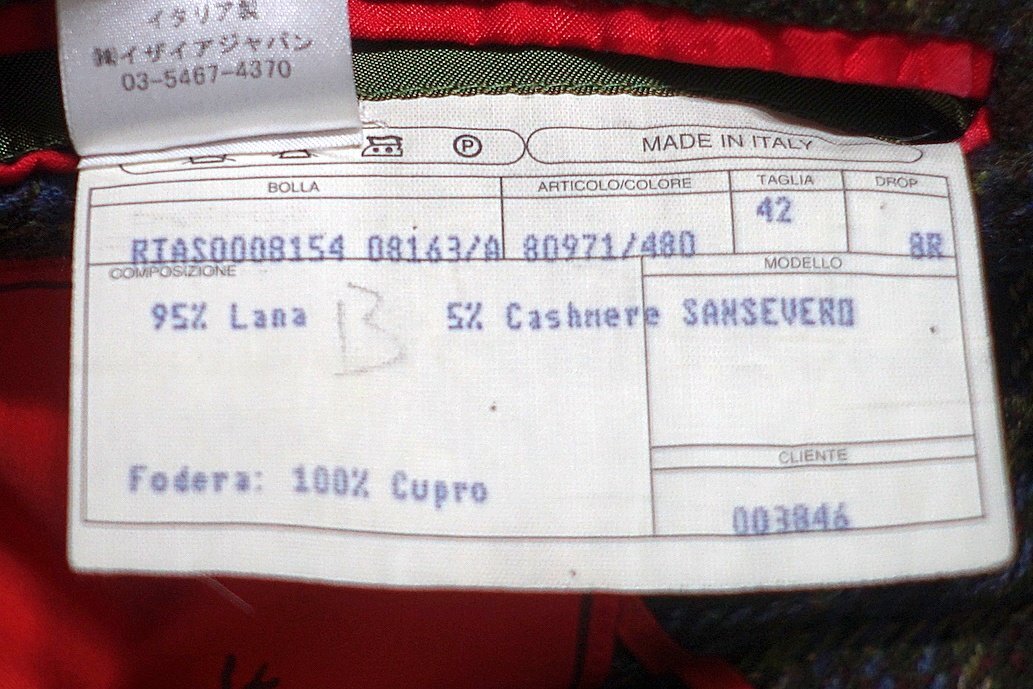 イタリア製
㈱イザイアジャパン
03-5467-4370
P
MADE IN ITALY
BOLLA
ARTICOLO/COLORE
TAGLIA
DROP
42
RIAS0008154 08163/A 80971/480
8R
COMPOSIZIONE
MODELLO
95% Lana
B
5% Cashmere
SANSEVERO
CLIENTE
Fodera: 100% Cupro
003846